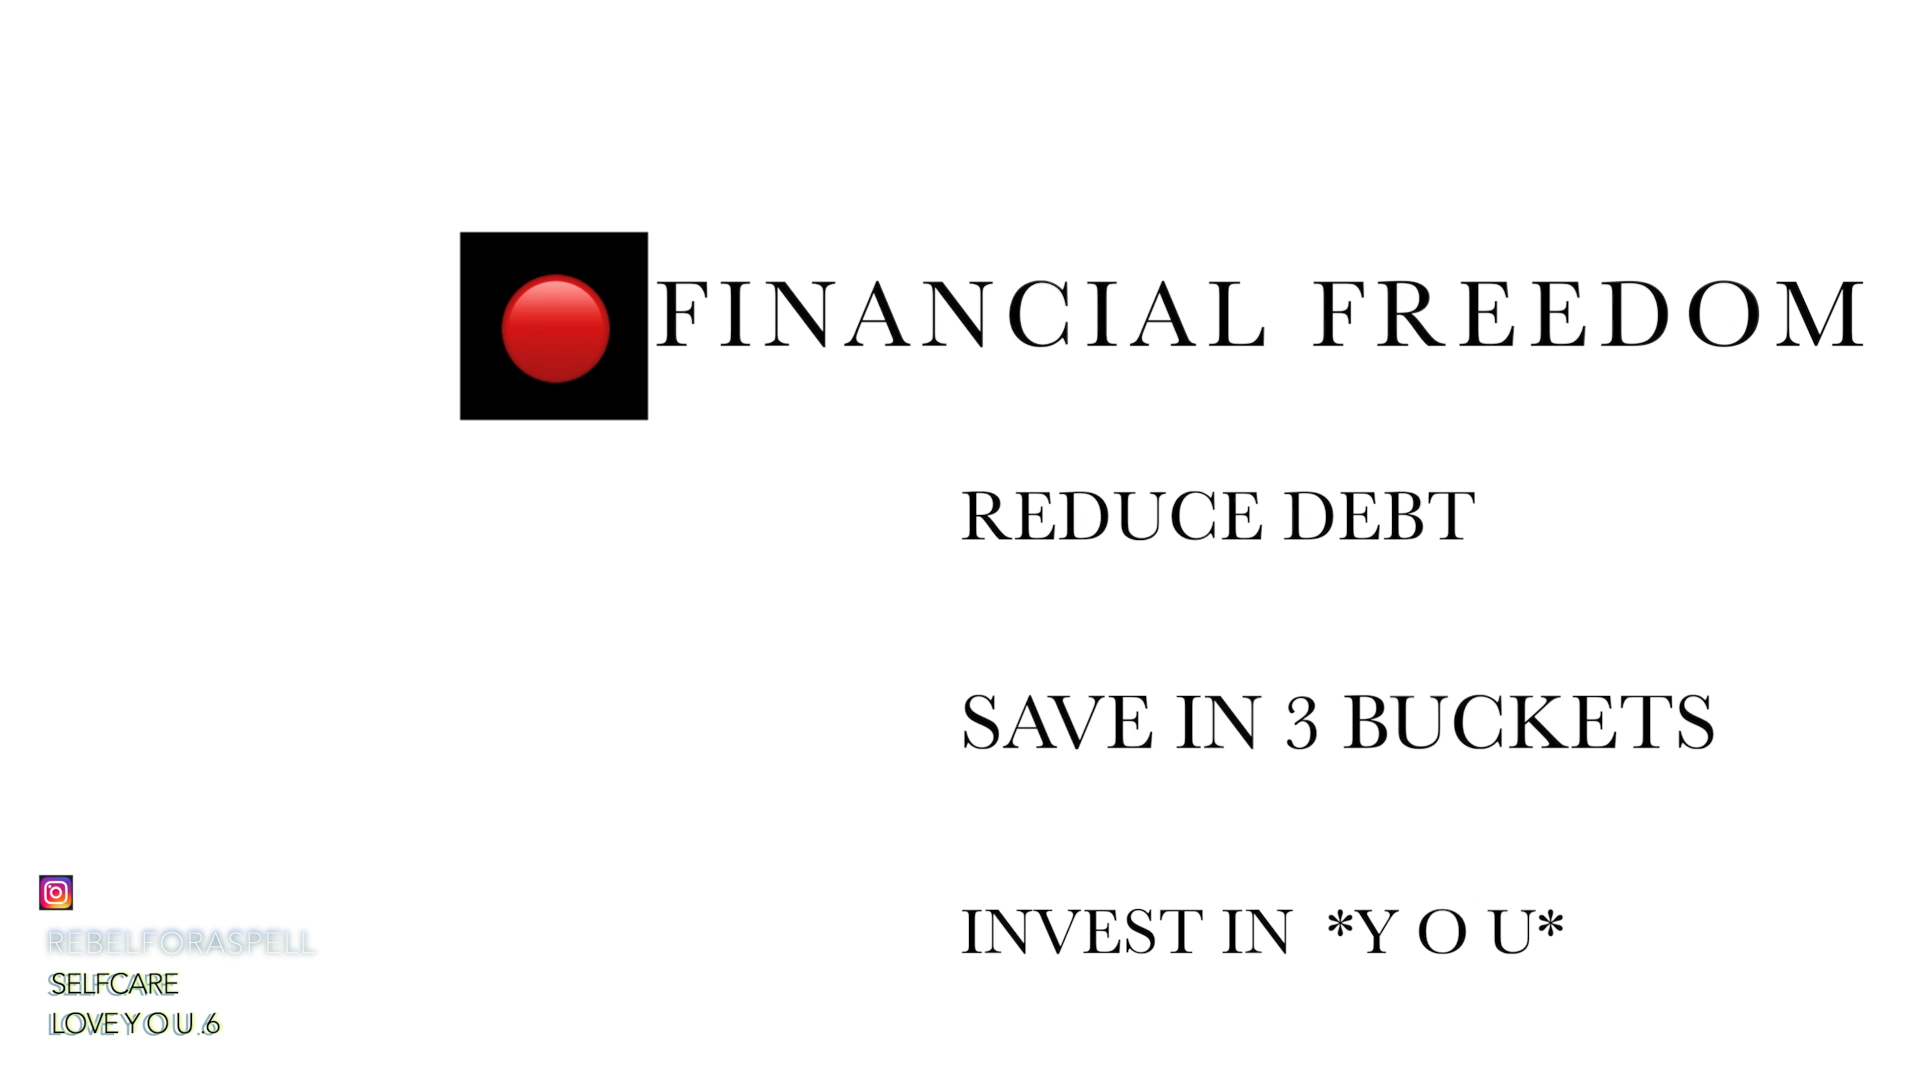 FINANCIAL FREEDOM
REDUCE DEBT
SAVE IN 3 BUCKETS
INVEST IN *Y O U*
REBELFORASPELL
SELFCARE
LOVE Y O U .6